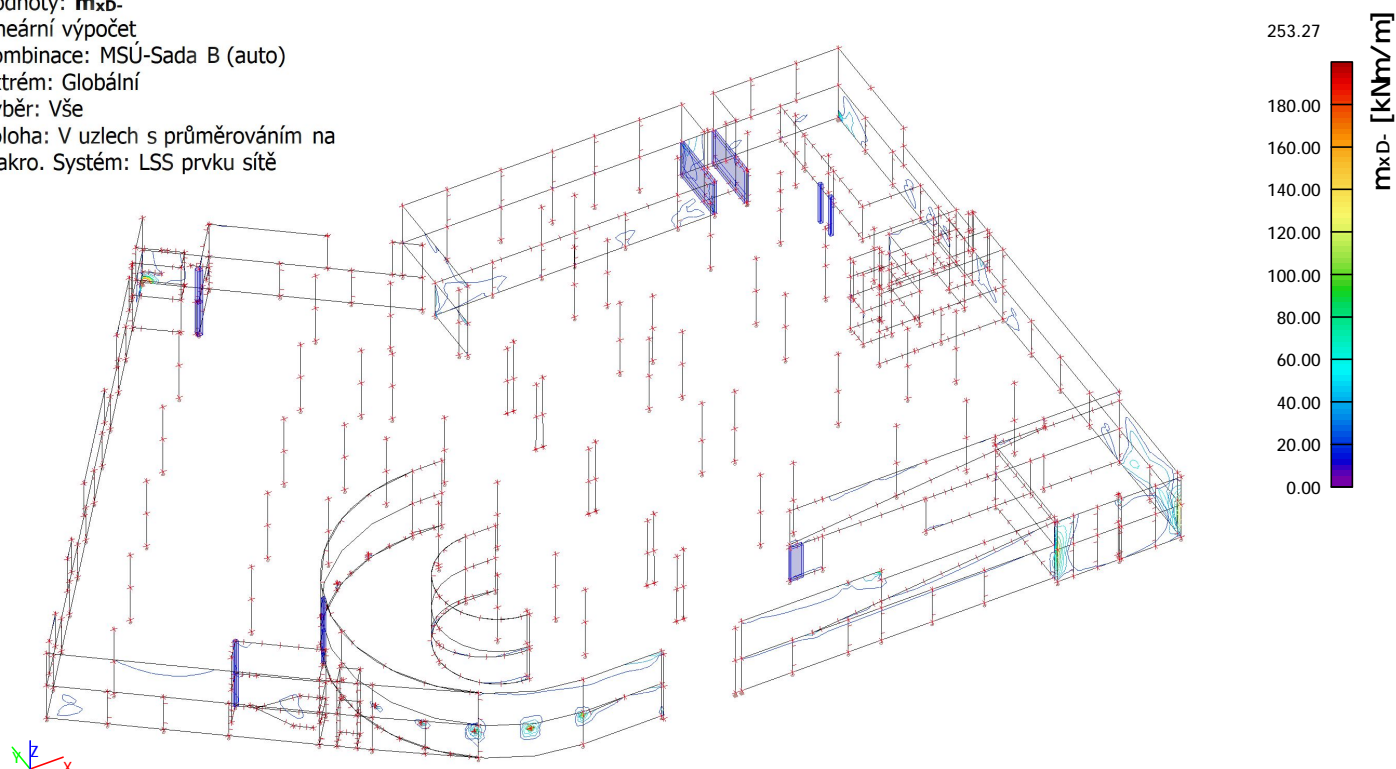 odnoty: mxD-
neární výpočet
ombinace: MSÚ-Sada B (auto)
xtrém: Globální
ýběr: Vše
oloha: V uzlech s průměrováním na
akro. Systém: LSS prvku sítě
253.27
180.00
160.00
140.00
120.00
100.00
80.00
60.00
40.00
20.00
0.00
mxD- [kNm/m]
Y
Z
X